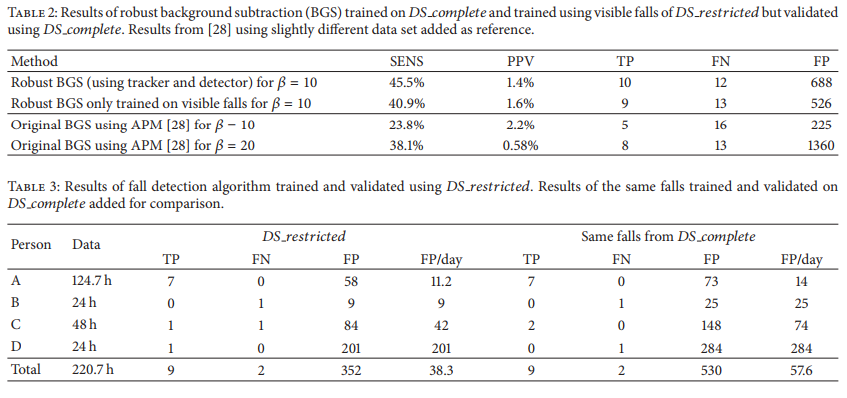 TABLE 2: Results of robust background subtraction (BGS) trained on DS_complete and trained using visible falls of DS_restricted but validated
using DS_complete. Results from [28] using slightly different data set added as reference.
Method SENS PPV TP FN FP
Robust BGS (using tracker and detector) for β = 10 45.5% 1.4% 10 12 688
Robust BGS only trained on visible falls for β = 10 40.9% 1.6% 9 13 526
Original BGS using APM [28] for β − 10 23.8% 2.2% 5 16 225
Original BGS using APM [28] for β = 20 38.1% 0.58% 8 13 1360
TABLE 3: Results of fall detection algorithm trained and validated using DS_restricted. Results of the same falls trained and validated on
DS_complete added for comparison.
Person Data DS_restricted Same falls from DS_complete
TP FN FP FP/day TP FN FP FP/day
A 124.7 h 7 0 58 11.2 7 0 73 14
B 24 h 0 1 9 9 0 1 25 25
C 48 h 1 1 84 42 2 0 148 74
D 24 h 1 0 201 201 0 1 284 284
Total 220.7 h 9 2 352 38.3 9 2 530 57.6